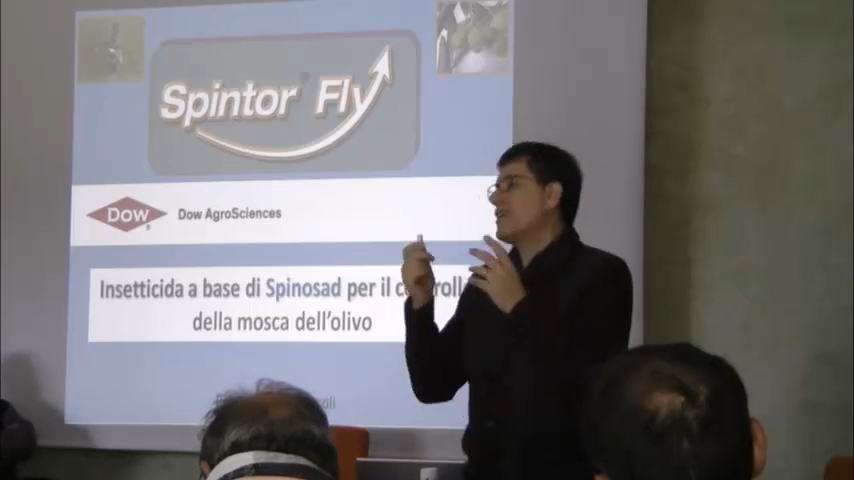 Spintor® Fly
DOW®
Dow AgroSciences
Insetticida a base di Spinosad per il
della mosca dell'olivo